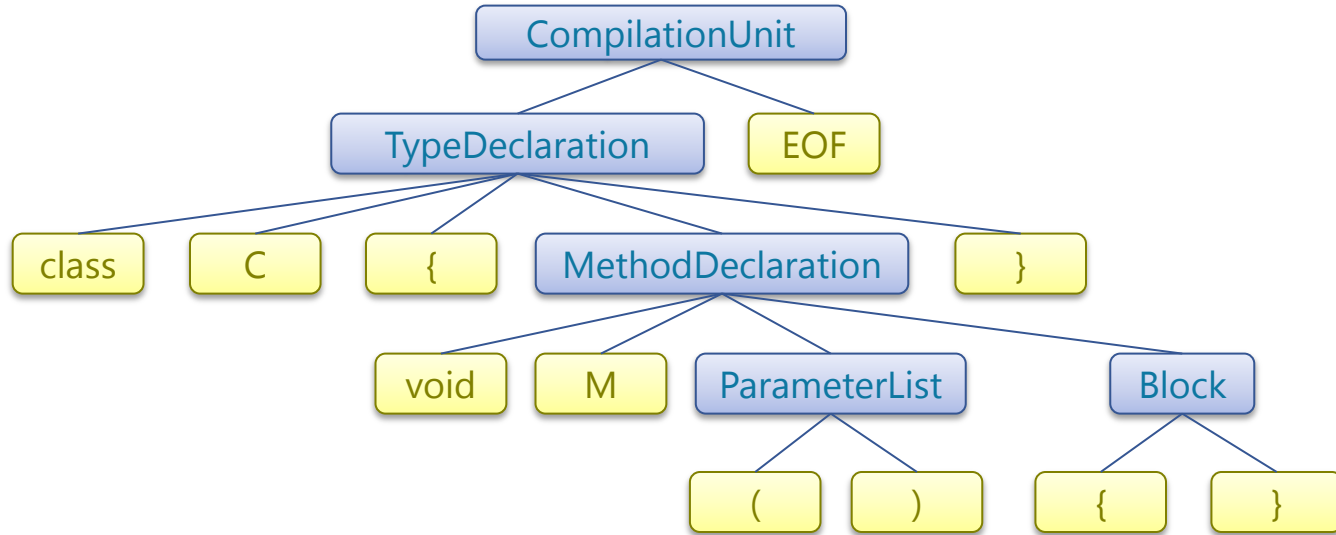 CompilationUnit
TypeDeclaration EOF
class C { MethodDeclaration }
void M ParameterList Block
( ) { }